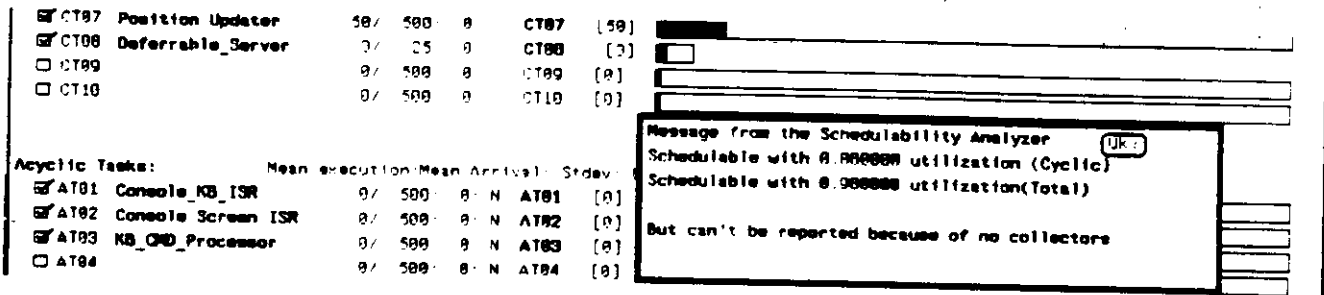 CT07 Position Updater 50/ 500 0 CT07 [50]
CT08 Deferrable_Server 3/ 25 0 CT08 [3]
CT09 0/ 500 0 CT09 [0]
CT10 0/ 500 0 CT10 [0]
Message from the Schedulability Analyzer Ok
Schedulable with 0.800000 utilization (Cyclic)
Schedulable with 0.900000 utilization(Total)
But can't be reported because of no collectors
Acyclic Tasks: Mean execution Mean Arrival Stdev
AT01 Console_KB_ISR 0/ 500 0 N AT01 [0]
AT02 Console Screen ISR 0/ 500 0 N AT02 [0]
AT03 KB_CMD_Processor 0/ 500 0 N AT03 [0]
AT04 0/ 500 0 N AT04 [0]